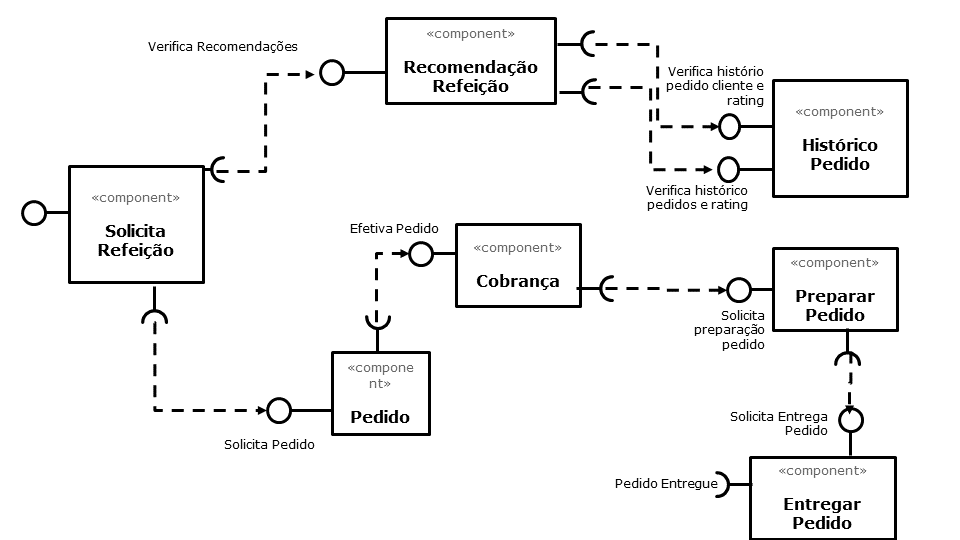 «component»
Recomendação
Refeição
Verifica Recomendações
Verifica histório
pedido cliente e
rating
«component»
Histórico
Pedido
Verifica histórico
pedidos e rating
«component»
Solicita
Refeição
Efetiva Pedido
«component»
Cobrança
«component»
Preparar
Pedido
Solicita
preparação
pedido
«compone
nt»
Pedido
Solicita Pedido
Solicita Entrega
Pedido
Pedido Entregue
«component»
Entregar
Pedido